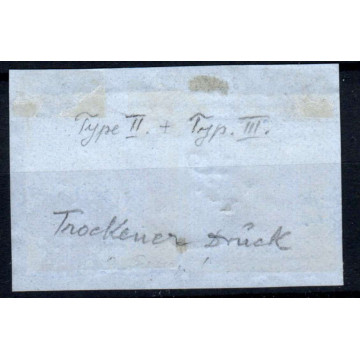 Type II. + Typ. III.
Trockener Druck